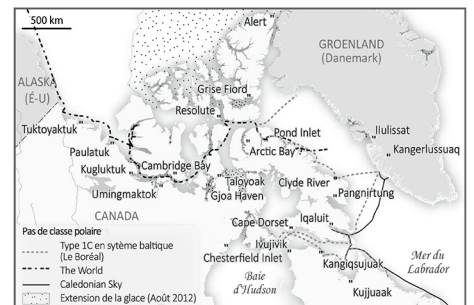 500 km
Alert
GROENLAND
(Danemark)
ALASKA
(É-U)
Grise Fiord
Resolute
Tuktoyaktuk
Pond Inlet
Ilulissat
Arctic Bay
Kangerlussuaq
Paulatuk
Kugluktuk
Cambridge Bay
Taloyoak
Clyde River
Umingmaktok
Gjoa Haven
Pangnirtung
CANADA
Cape Dorset
Iqaluit
Pas de classe polaire
Type 1C en sytème baltique
(Le Boréal)
The World
Caledonian Sky
Extension de la glace (Août 2012)
Ivujivik
Chesterfield Inlet
Kangiqsujuak
Mer du
Labrador
Baie
d'Hudson
Kujjuaak